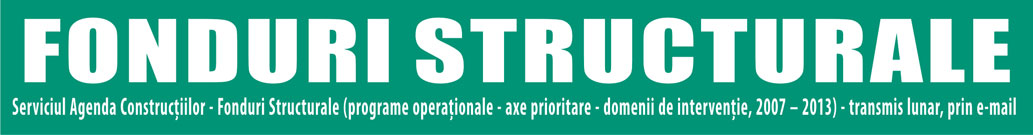 FONDURI STRUCTURALE
Serviciul Agenda Construcțiilor - Fonduri Structurale (programe operaționale - axe prioritare - domenii de intervenție, 2007 – 2013) - transmis lunar, prin e-mail